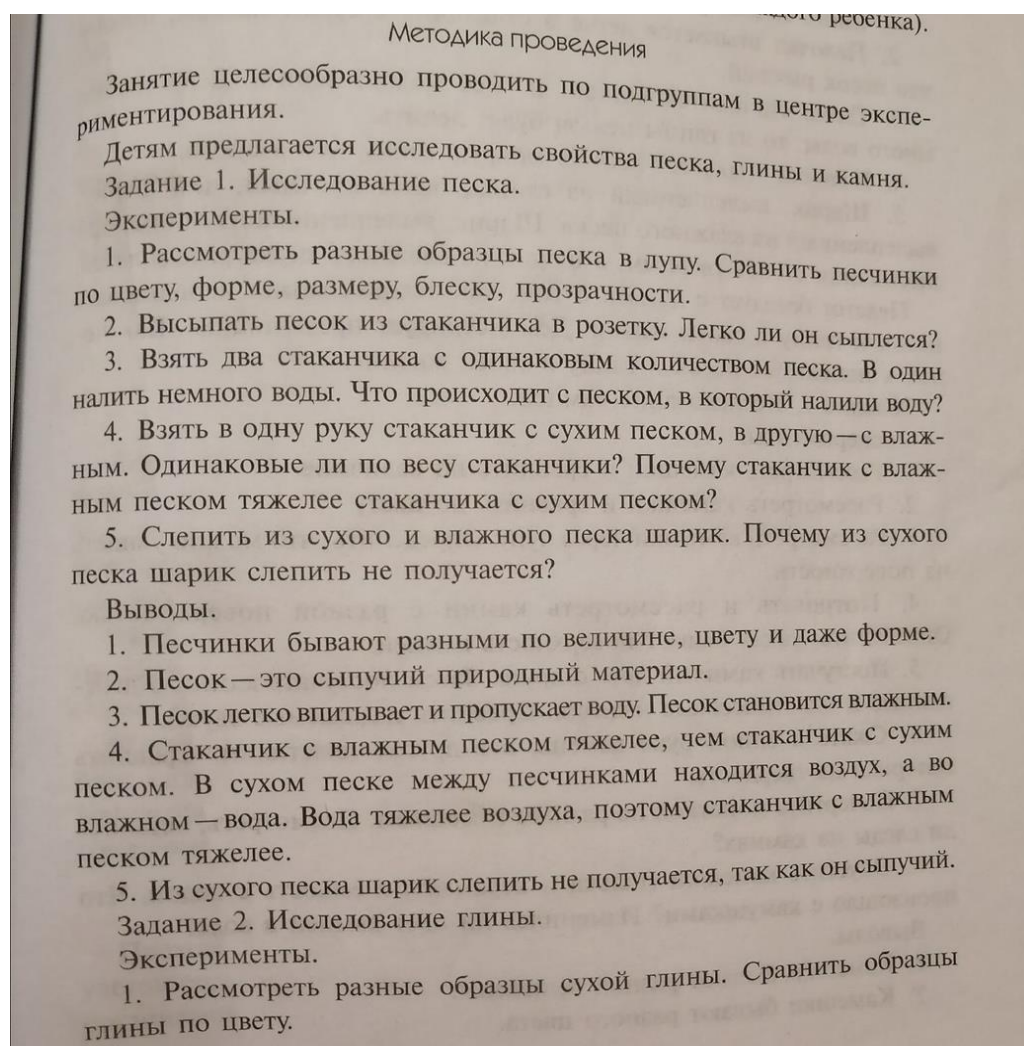 ребенка).
Методика проведения
Занятие целесообразно проводить по подгруппам в центре экспе-
риментирования.
Детям предлагается исследовать свойства песка, глины и камня.
Задание 1. Исследование песка.
Эксперименты.
1. Рассмотреть разные образцы песка в лупу. Сравнить песчинки
по цвету, форме, размеру, блеску, прозрачности.
2. Высыпать песок из стаканчика в розетку. Легко ли он сыплется?
3. Взять два стаканчика с одинаковым количеством песка. В один
налить немного воды. Что происходит с песком, в который налили воду?
4. Взять в одну руку стаканчик с сухим песком, в другую — с влаж-
ным. Одинаковые ли по весу стаканчики? Почему стаканчик с влаж-
ным песком тяжелее стаканчика с сухим песком?
5. Слепить из сухого и влажного песка шарик. Почему из сухого
песка шарик слепить не получается?
Выводы.
1. Песчинки бывают разными по величине, цвету и даже форме.
2. Песок — это сыпучий природный материал.
3. Песок легко впитывает и пропускает воду. Песок становится влажным.
4. Стаканчик с влажным песком тяжелее, чем стаканчик с сухим
песком. В сухом песке между песчинками находится воздух, а во
влажном — вода. Вода тяжелее воздуха, поэтому стаканчик с влажным
песком тяжелее.
5. Из сухого песка шарик слепить не получается, так как он сыпучий.
Задание 2. Исследование глины.
Эксперименты.
1. Рассмотреть разные образцы сухой глины. Сравнить образцы
глины по цвету.